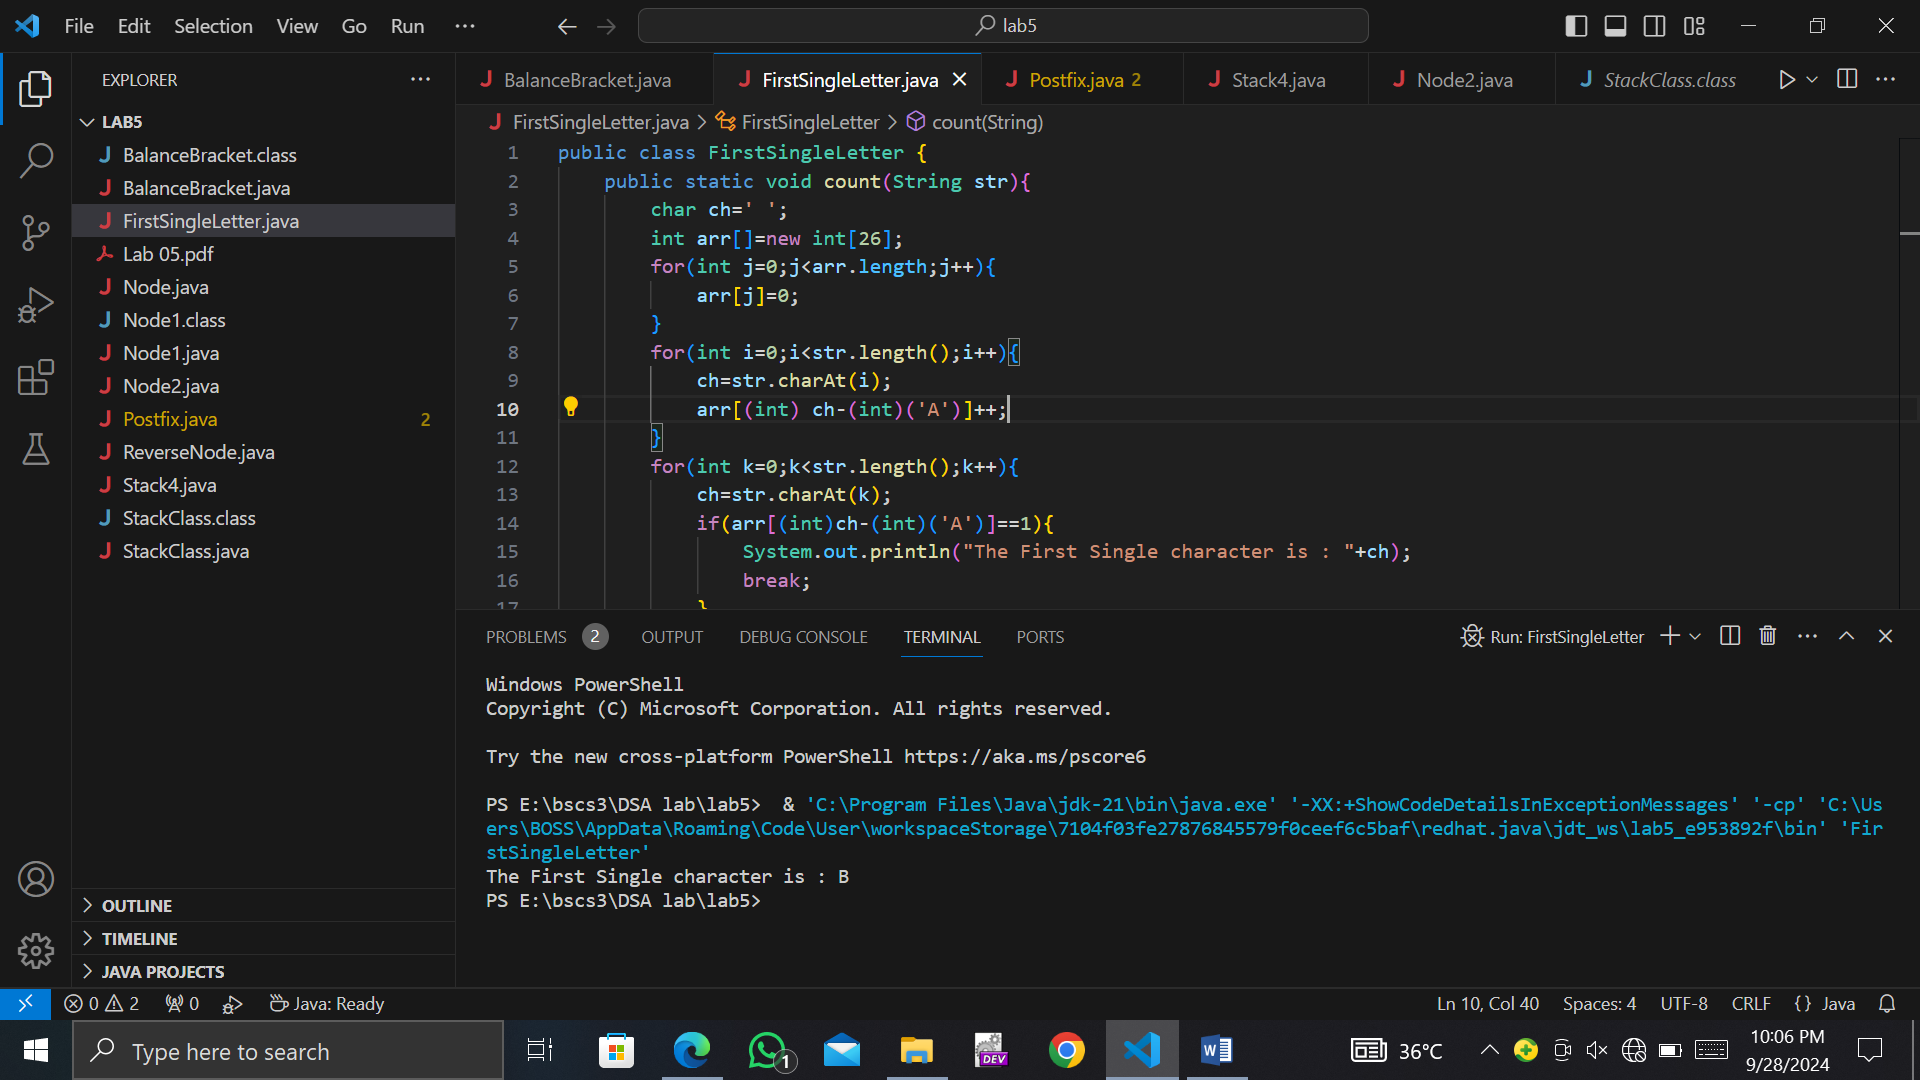 File Edit Selection View Go Run ··· lab5
EXPLORER ···
LAB5
BalanceBracket.class
BalanceBracket.java
FirstSingleLetter.java
Lab 05.pdf
Node.java
Node1.class
Node1.java
Node2.java
Postfix.java 2
ReverseNode.java
Stack4.java
StackClass.class
StackClass.java
OUTLINE
TIMELINE
JAVA PROJECTS
BalanceBracket.java FirstSingleLetter.java Postfix.java 2 Stack4.java Node2.java StackClass.class
FirstSingleLetter.java > FirstSingleLetter > count(String)
1 public class FirstSingleLetter {
2 public static void count(String str){
3 char ch=' ';
4 int arr[]=new int[26];
5 for(int j=0;j<arr.length;j++){
6 arr[j]=0;
7 }
8 for(int i=0;i<str.length();i++){
9 ch=str.charAt(i);
10 arr[(int) ch-(int)('A')]++;
11 }
12 for(int k=0;k<str.length();k++){
13 ch=str.charAt(k);
14 if(arr[(int)ch-(int)('A')]==1){
15 System.out.println("The First Single character is : "+ch);
16 break;
17 }
PROBLEMS 2 OUTPUT DEBUG CONSOLE TERMINAL PORTS Run: FirstSingleLetter
Windows PowerShell
Copyright (C) Microsoft Corporation. All rights reserved.
Try the new cross-platform PowerShell https://aka.ms/pscore6
PS E:\bscs3\DSA lab\lab5>  & 'C:\Program Files\Java\jdk-21\bin\java.exe' '-XX:+ShowCodeDetailsInExceptionMessages' '-cp' 'C:\Us
ers\BOSS\AppData\Roaming\Code\User\workspaceStorage\7104f03fe27876845579f0ceef6c5baf\redhat.java\jdt_ws\lab5_e953892f\bin' 'Fir
stSingleLetter'
The First Single character is : B
PS E:\bscs3\DSA lab\lab5>
0 2 0 Java: Ready Ln 10, Col 40 Spaces: 4 UTF-8 CRLF {} Java
Type here to search 1 DEV 36°C 10:06 PM
9/28/2024